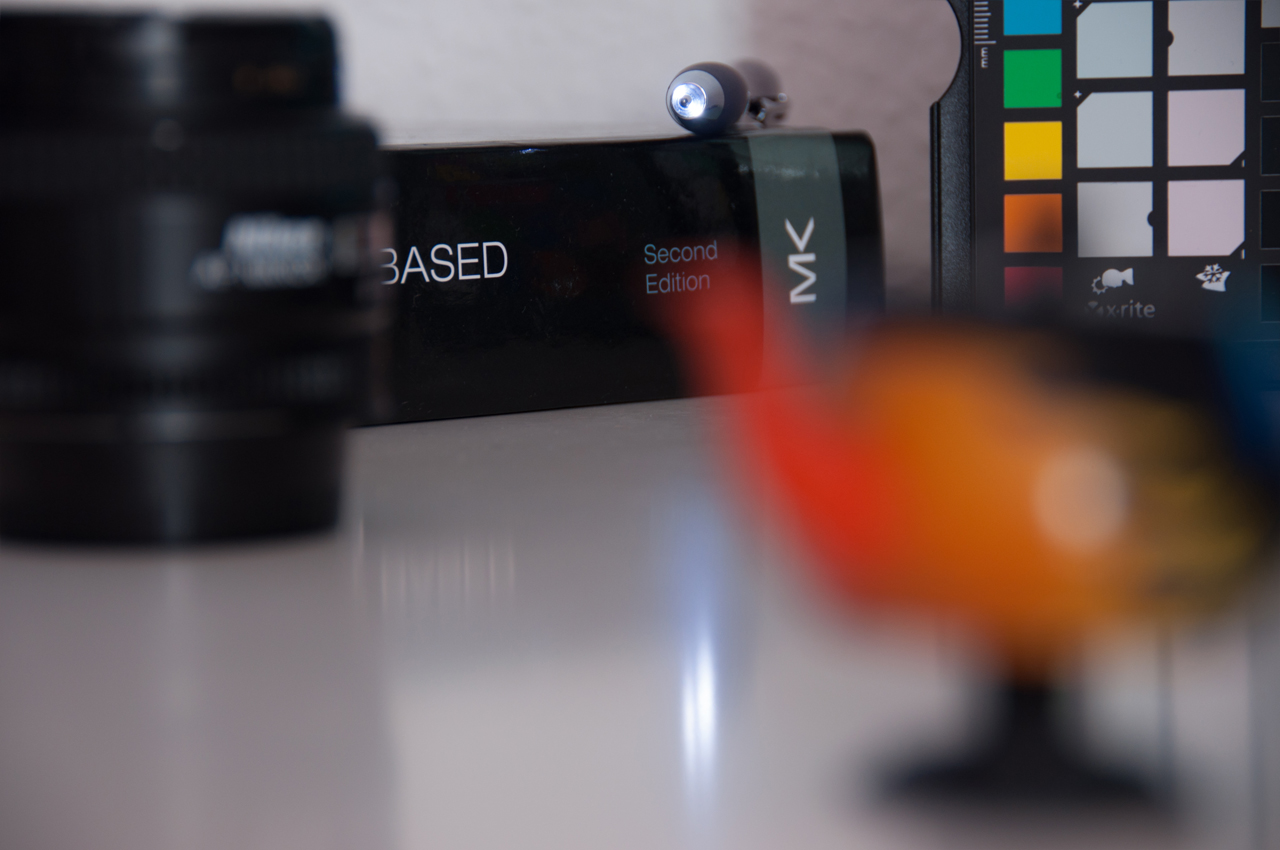 BASED
Second
Edition
MK
x-rite